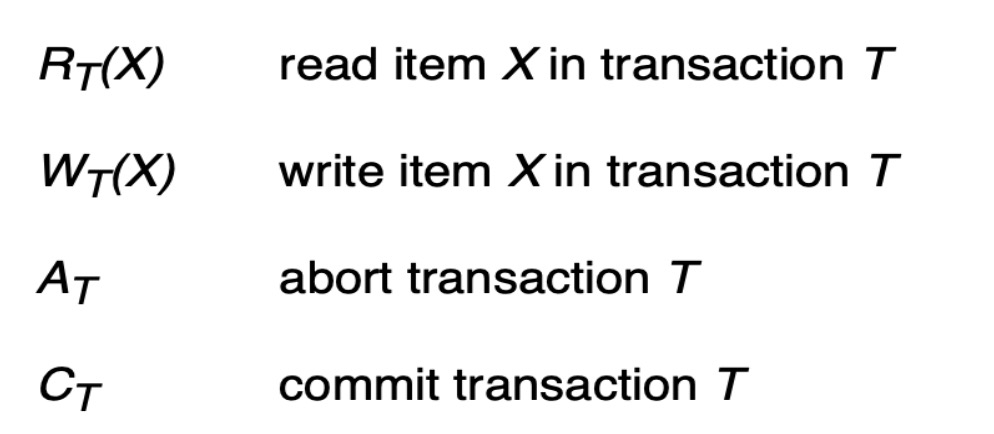 R_T(X) read item X in transaction T
W_T(X) write item X in transaction T
A_T abort transaction T
C_T commit transaction T